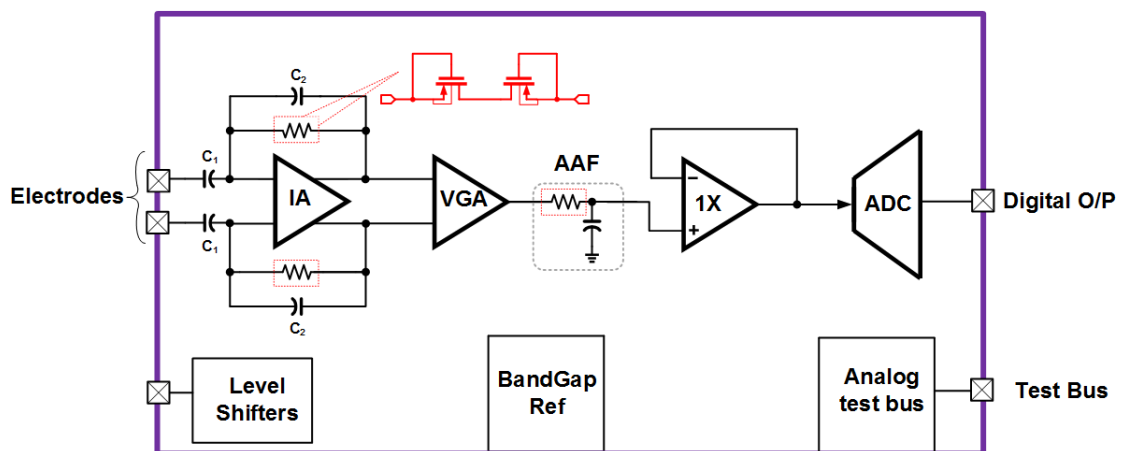 C2
C1
Electrodes
IA
VGA
AAF
−
1X
+
ADC
Digital O/P
C1
C2
Level
Shifters
BandGap
Ref
Analog
test bus
Test Bus